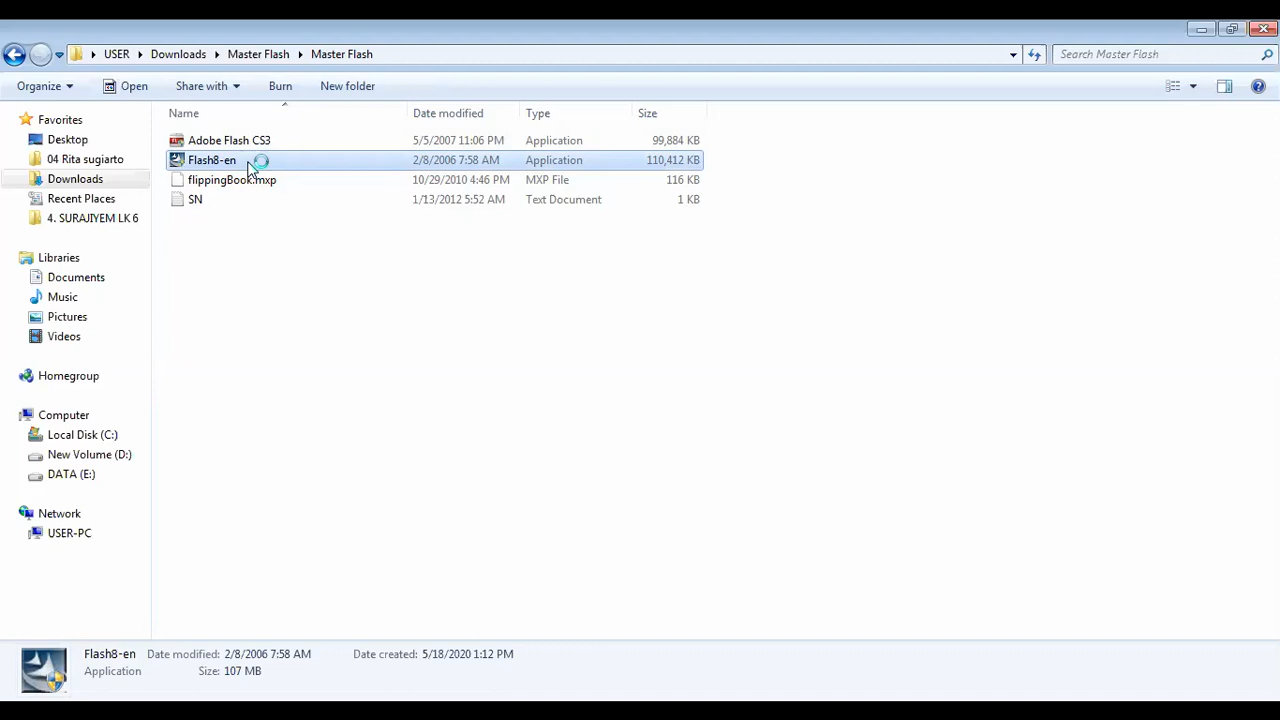 USER Downloads Master Flash Master Flash Search Master Flash
Organize Open Share with Burn New folder
Name Date modified Type Size
Favorites
Desktop
04 Rita sugiarto
Downloads
Recent Places
4. SURAJIYEM LK 6
Libraries
Documents
Music
Pictures
Videos
Homegroup
Computer
Local Disk (C:)
New Volume (D:)
DATA (E:)
Network
USER-PC
Adobe Flash CS3 5/5/2007 11:06 PM Application 99,884 KB
Flash8-en 2/8/2006 7:58 AM Application 110,412 KB
flippingBook.mxp 10/29/2010 4:46 PM MXP File 116 KB
SN 1/13/2012 5:52 AM Text Document 1 KB
Flash8-en Date modified: 2/8/2006 7:58 AM Date created: 5/18/2020 1:12 PM
Application Size: 107 MB